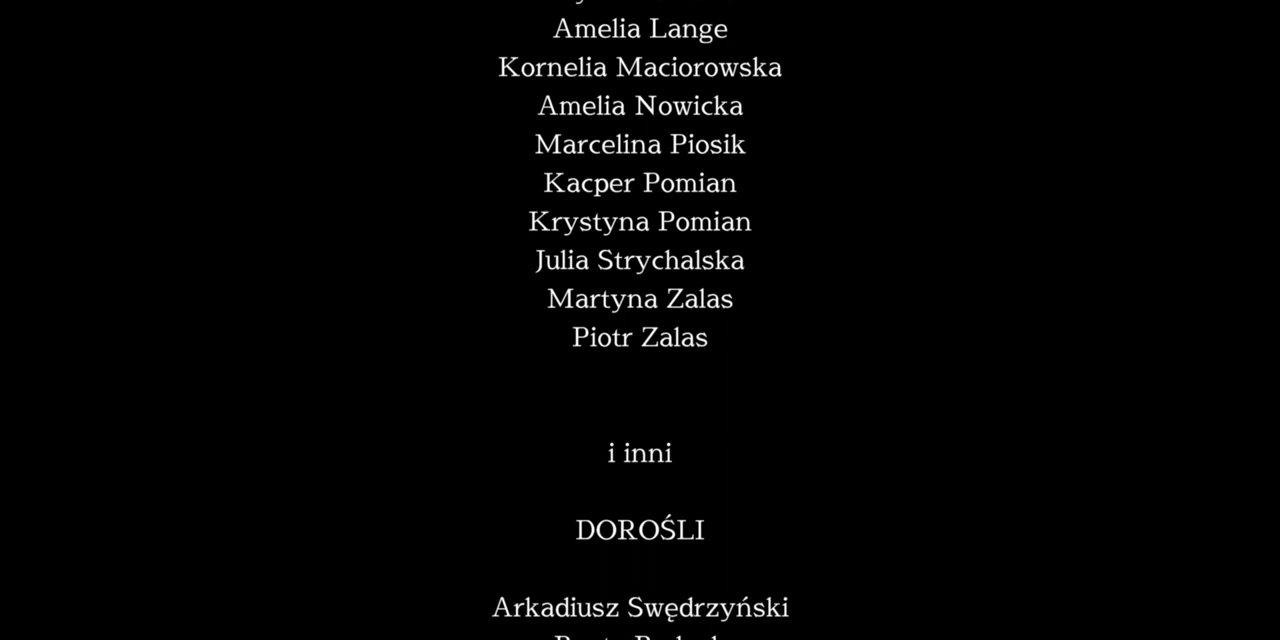 Amelia Lange
Kornelia Maciorowska
Amelia Nowicka
Marcelina Piosik
Kacper Pomian
Krystyna Pomian
Julia Strychalska
Martyna Zalas
Piotr Zalas
i inni
DOROŚLI
Arkadiusz Swędrzyński